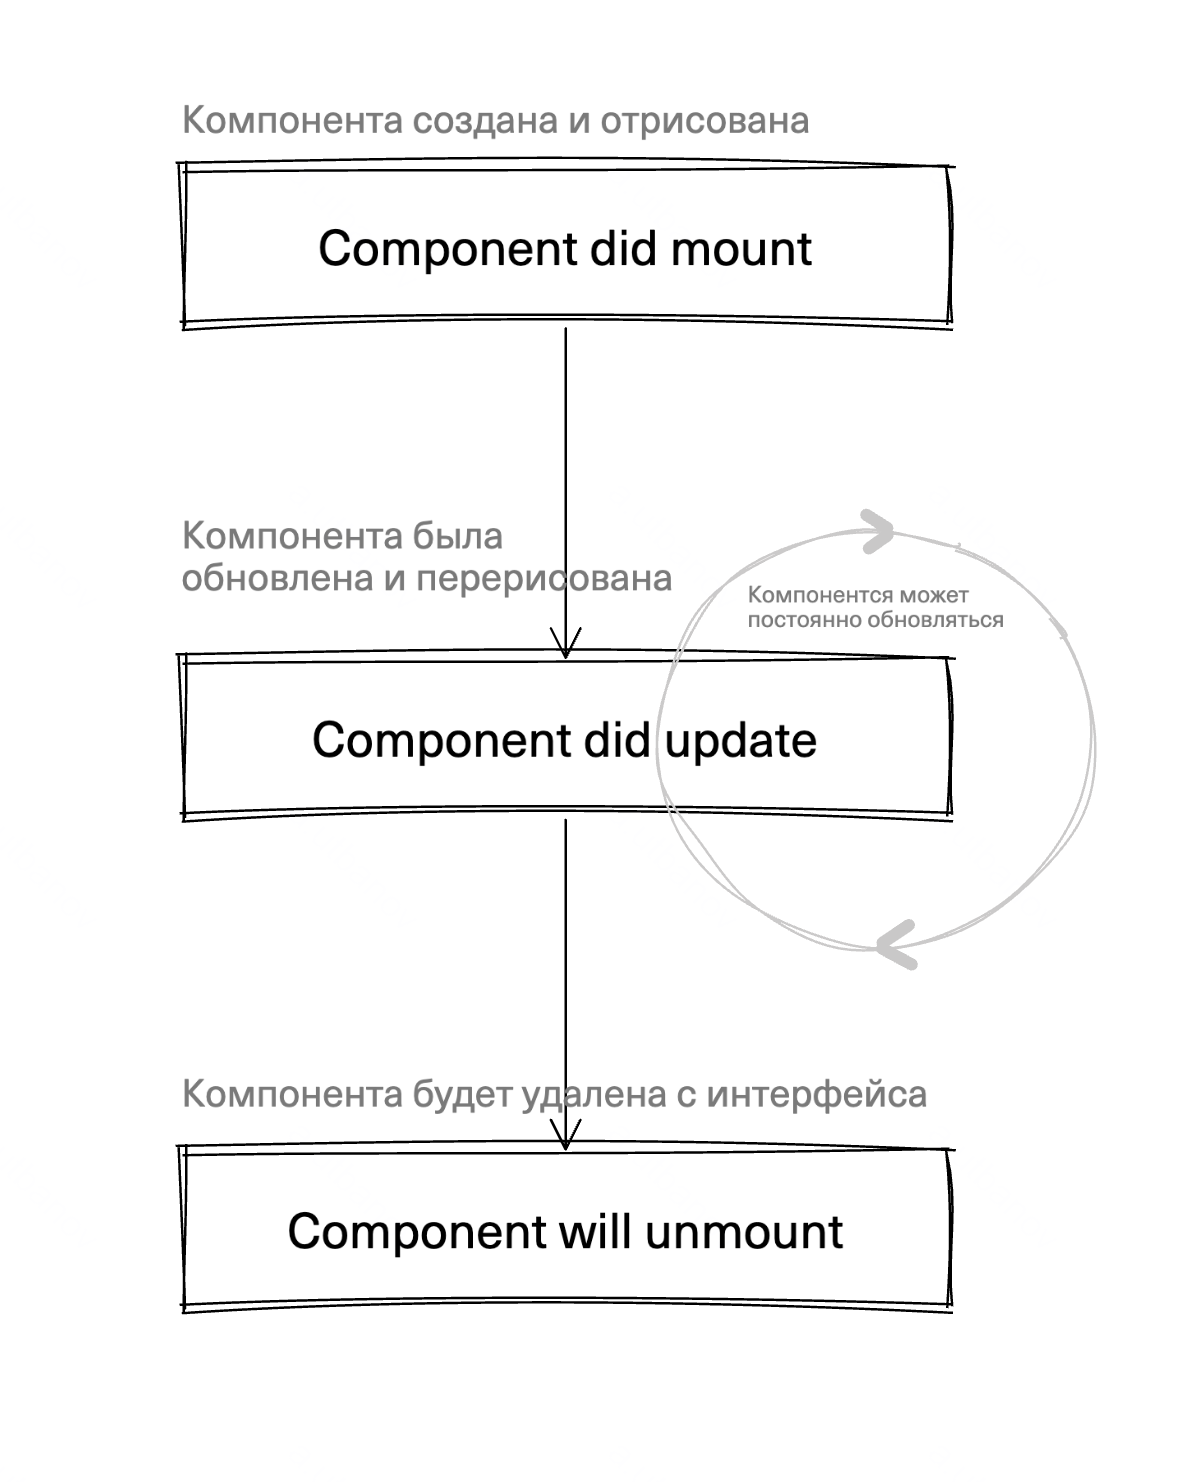 Компонента создана и отрисована
Component did mount
Компонента была
обновлена и перерисована
Компонентся может
постоянно обновляться
Component did update
Компонента будет удалена с интерфейса
Component will unmount